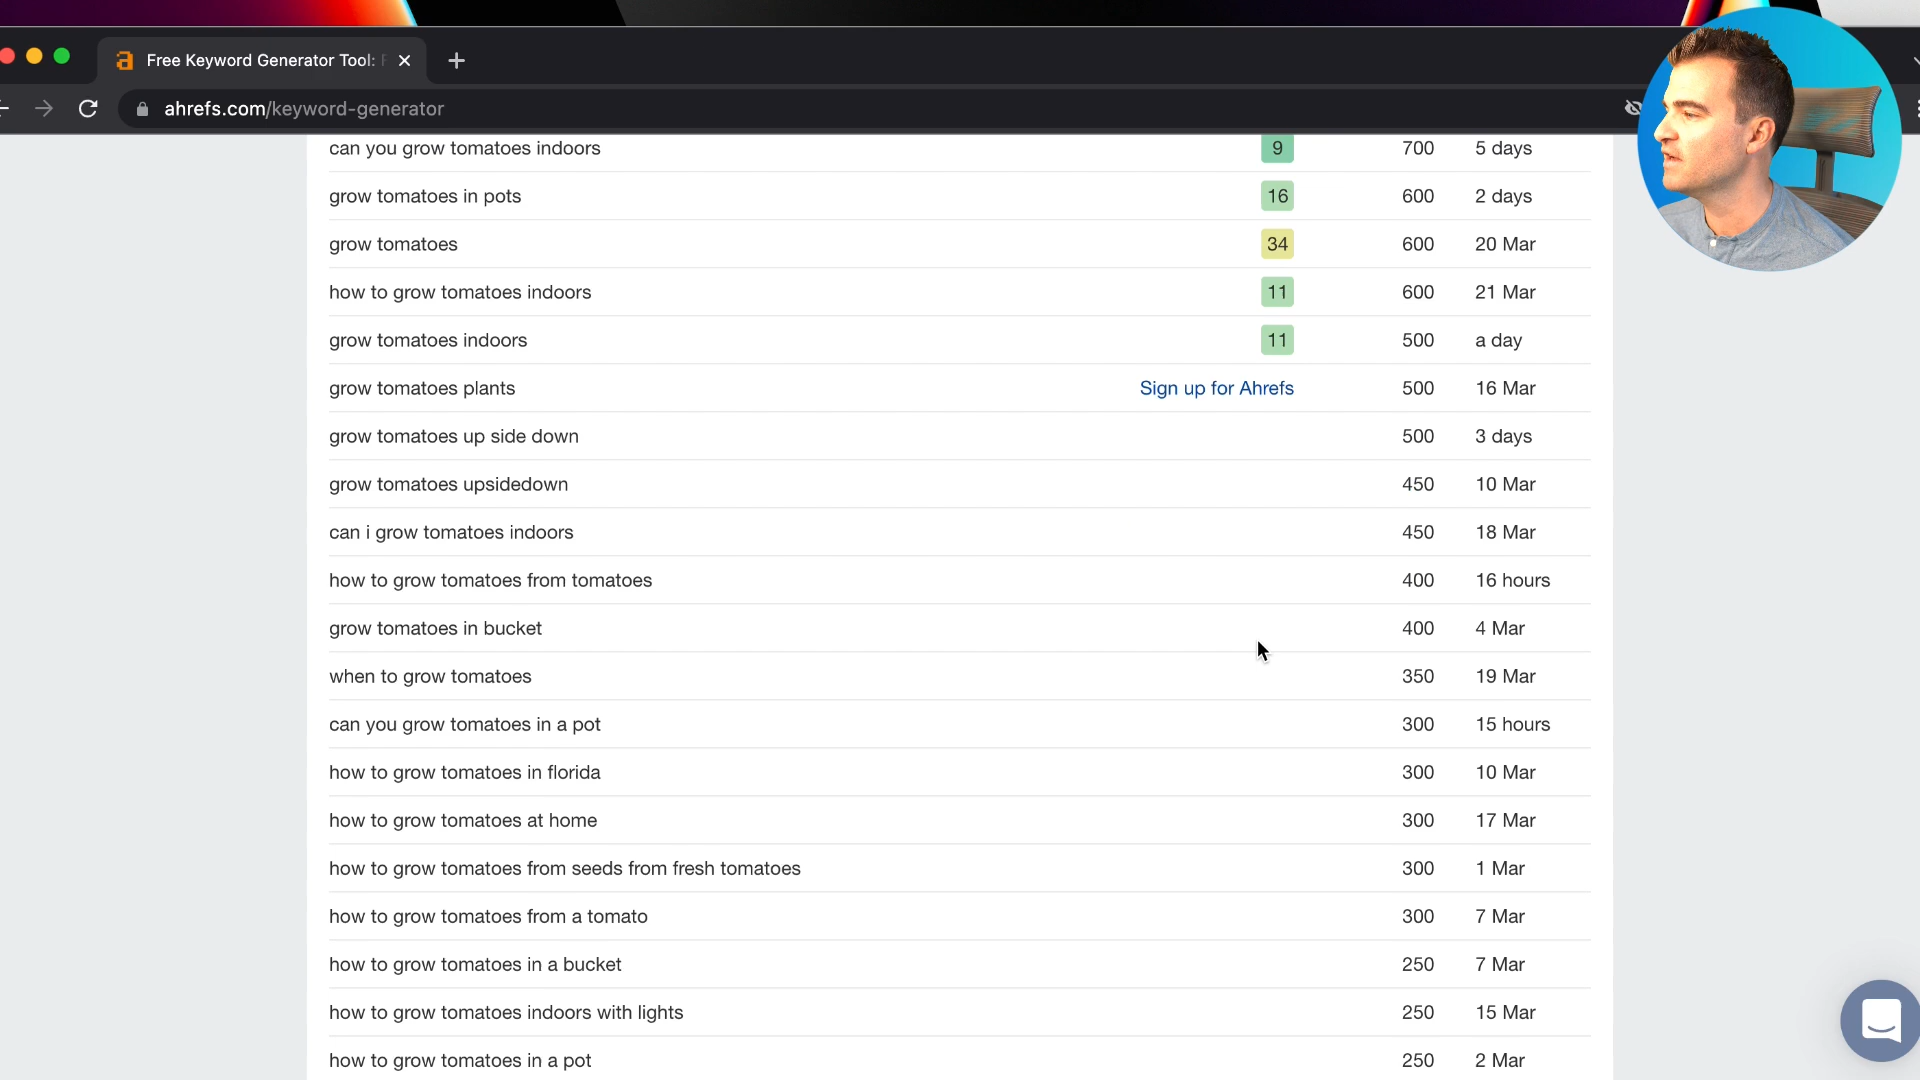 Free Keyword Generator Tool:
ahrefs.com/keyword-generator
can you grow tomatoes indoors 9 700 5 days
grow tomatoes in pots 16 600 2 days
grow tomatoes 34 600 20 Mar
how to grow tomatoes indoors 11 600 21 Mar
grow tomatoes indoors 11 500 a day
grow tomatoes plants Sign up for Ahrefs 500 16 Mar
grow tomatoes up side down 500 3 days
grow tomatoes upsidedown 450 10 Mar
can i grow tomatoes indoors 450 18 Mar
how to grow tomatoes from tomatoes 400 16 hours
grow tomatoes in bucket 400 4 Mar
when to grow tomatoes 350 19 Mar
can you grow tomatoes in a pot 300 15 hours
how to grow tomatoes in florida 300 10 Mar
how to grow tomatoes at home 300 17 Mar
how to grow tomatoes from seeds from fresh tomatoes 300 1 Mar
how to grow tomatoes from a tomato 300 7 Mar
how to grow tomatoes in a bucket 250 7 Mar
how to grow tomatoes indoors with lights 250 15 Mar
how to grow tomatoes in a pot 250 2 Mar